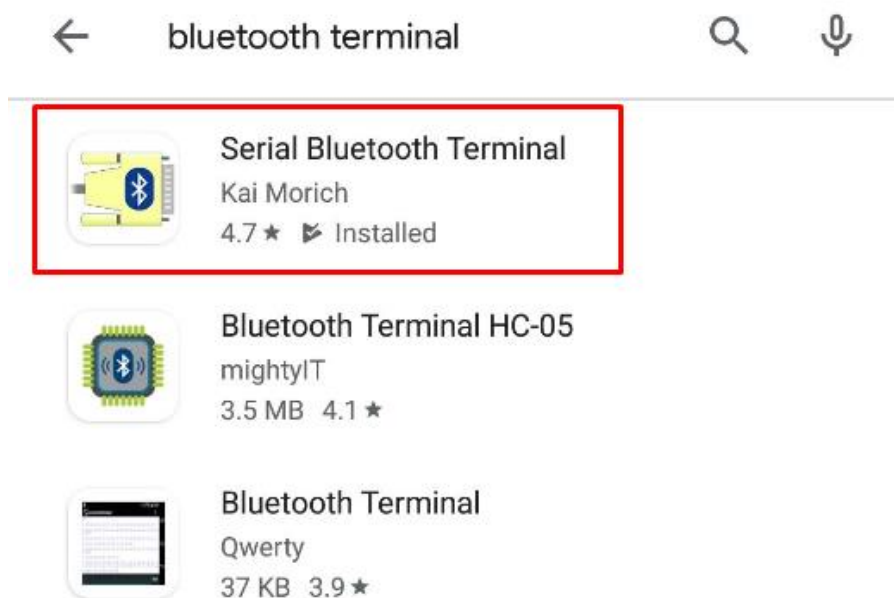 bluetooth terminal
Serial Bluetooth Terminal
Kai Morich
4.7 ★ Installed
Bluetooth Terminal HC-05
mightyIT
3.5 MB 4.1 ★
Bluetooth Terminal
Qwerty
37 KB 3.9 ★